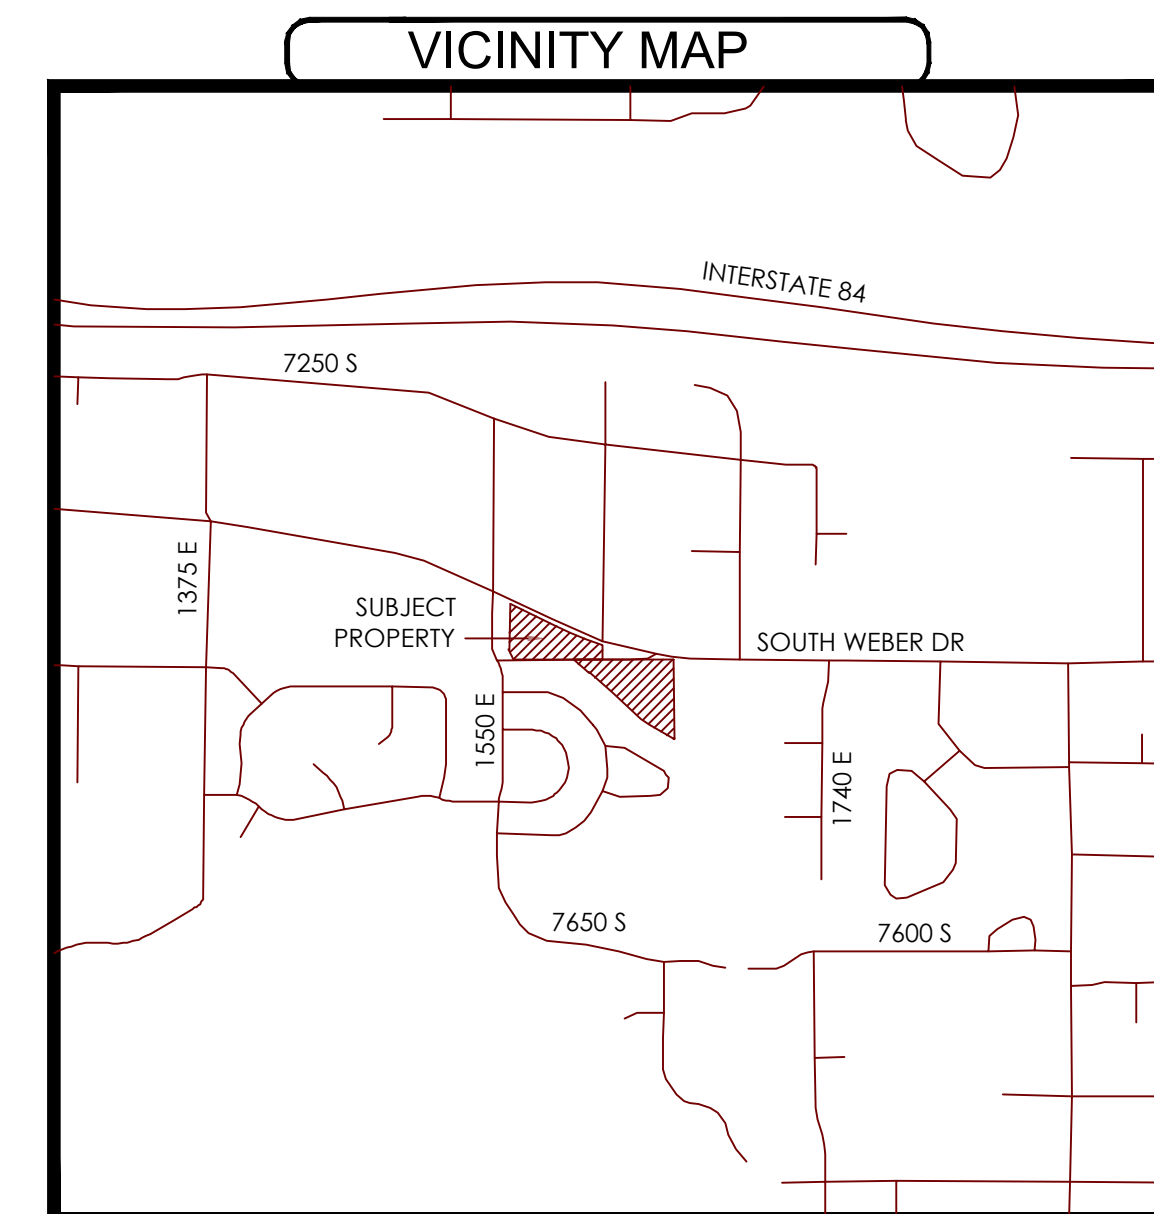 VICINITY MAP
INTERSTATE 84
7250 S
1375 E
SUBJECT
PROPERTY
SOUTH WEBER DR
1550 E
1740 E
7650 S
7600 S